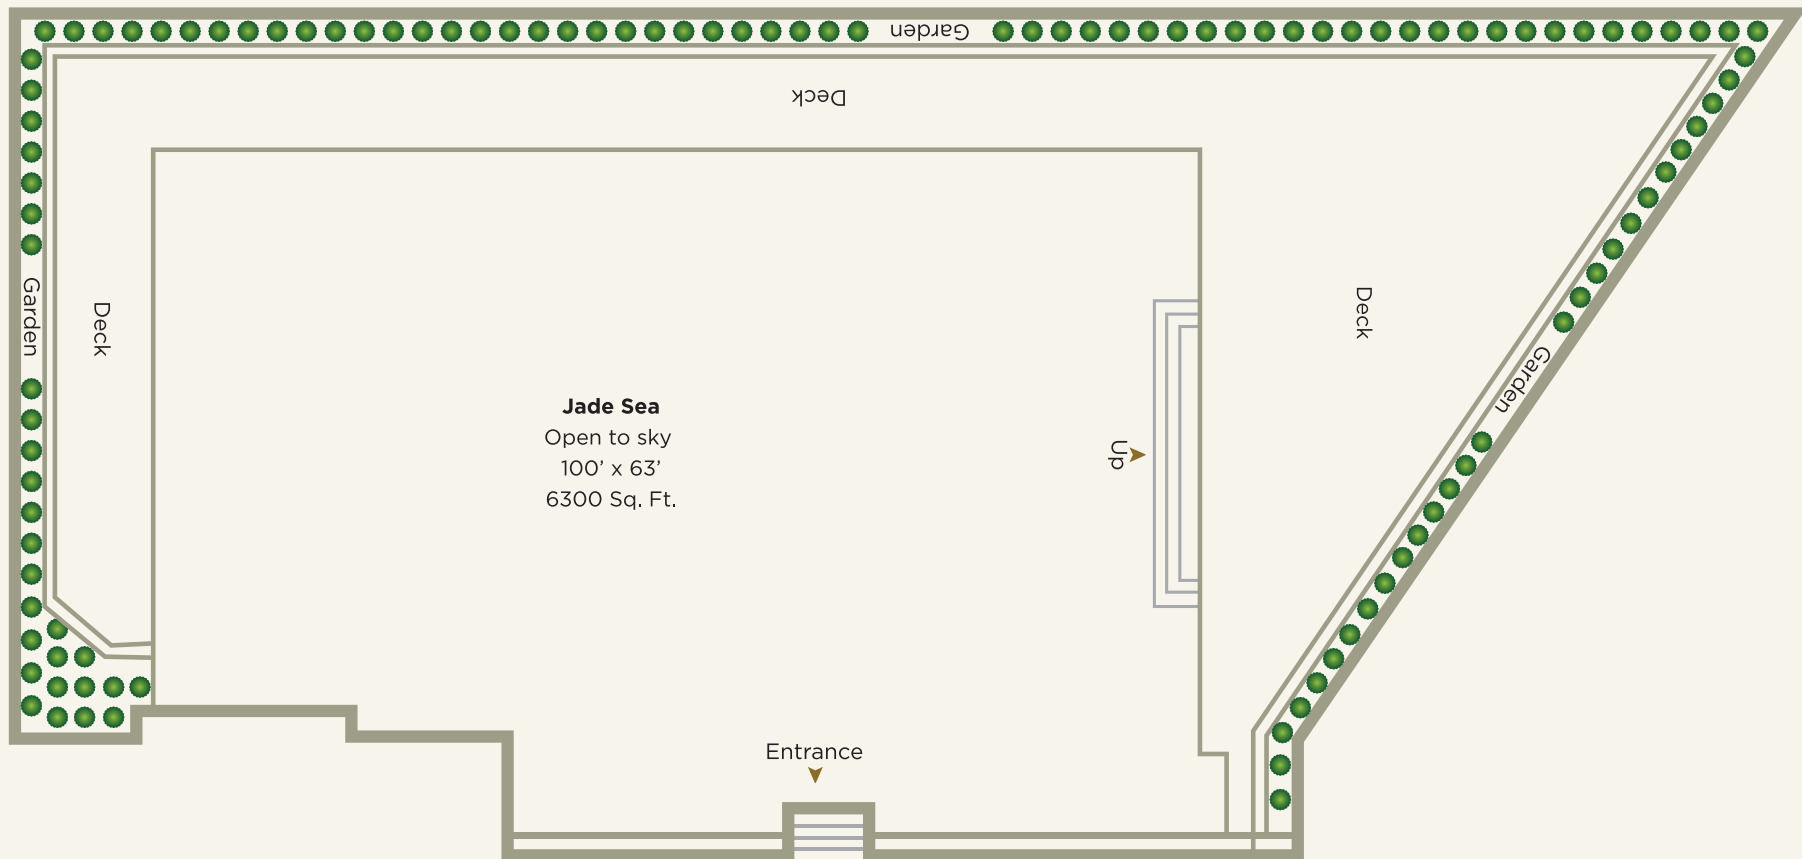 Garden
Deck
Garden
Deck
Deck
Garden
Jade Sea
Open to sky
100’ x 63’
6300 Sq. Ft.
Up
Entrance